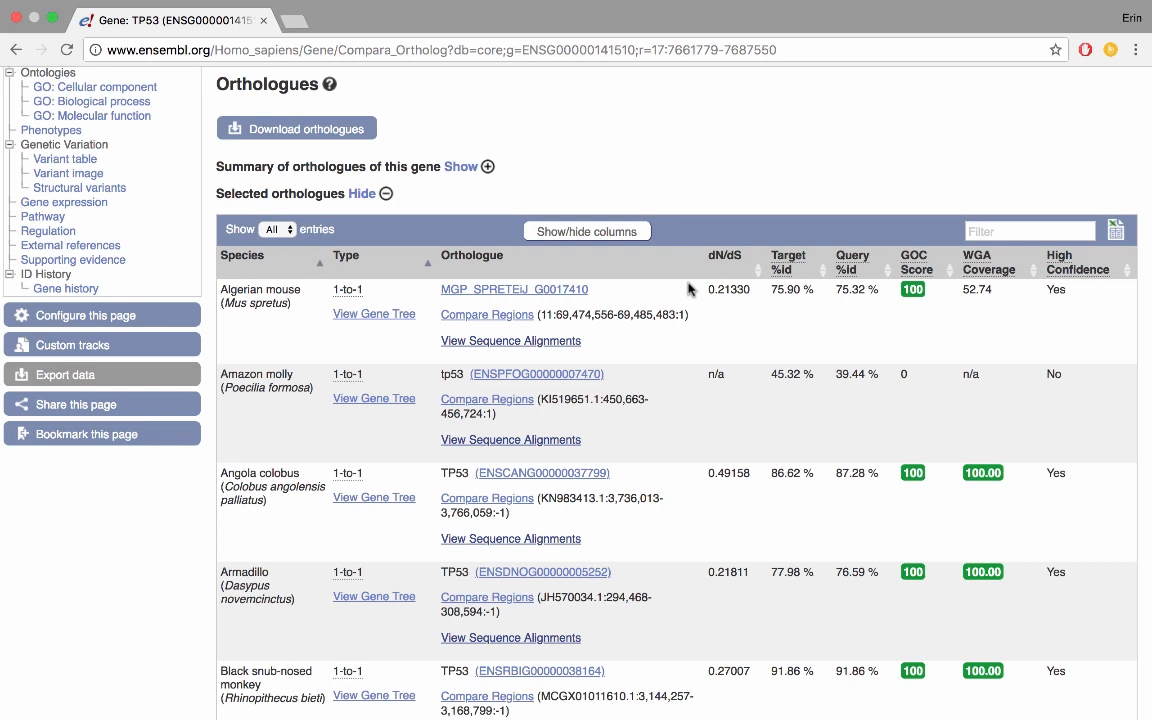 Gene: TP53 (ENSG000001415
Erin
www.ensembl.org/Homo_sapiens/Gene/Compara_Ortholog?db=core;g=ENSG00000141510;r=17:7661779-7687550
Ontologies
GO: Cellular component
GO: Biological process
GO: Molecular function
Phenotypes
Genetic Variation
Variant table
Variant image
Structural variants
Gene expression
Pathway
Regulation
External references
Supporting evidence
ID History
Gene history
Configure this page
Custom tracks
Export data
Share this page
Bookmark this page
Orthologues
Download orthologues
Summary of orthologues of this gene Show
Selected orthologues Hide
Show All entries Show/hide columns Filter
Species Type Orthologue dN/dS Target %id Query %id GOC Score WGA Coverage High Confidence
Algerian mouse 1-to-1 MGP_SPRETEiJ_G0017410 0.21330 75.90 % 75.32 % 100 52.74 Yes
(Mus spretus) View Gene Tree Compare Regions (11:69,474,556-69,485,483:1)
View Sequence Alignments
Amazon molly 1-to-1 tp53 (ENSPFOG00000007470) n/a 45.32 % 39.44 % 0 n/a No
(Poecilia formosa) View Gene Tree Compare Regions (KI519651.1:450,663-
456,724:1)
View Sequence Alignments
Angola colobus 1-to-1 TP53 (ENSCANG00000037799) 0.49158 86.62 % 87.28 % 100 100.00 Yes
(Colobus angolensis View Gene Tree Compare Regions (KN983413.1:3,736,013-
palliatus) 3,766,059:-1)
View Sequence Alignments
Armadillo 1-to-1 TP53 (ENSDNOG00000005252) 0.21811 77.98 % 76.59 % 100 100.00 Yes
(Dasypus View Gene Tree Compare Regions (JH570034.1:294,468-
novemcinctus) 308,594:-1)
View Sequence Alignments
Black snub-nosed 1-to-1 TP53 (ENSRBIG00000038164) 0.27007 91.86 % 91.86 % 100 100.00 Yes
monkey View Gene Tree Compare Regions (MCGX01011610.1:3,144,257-
(Rhinopithecus bieti) 3,168,799:-1)